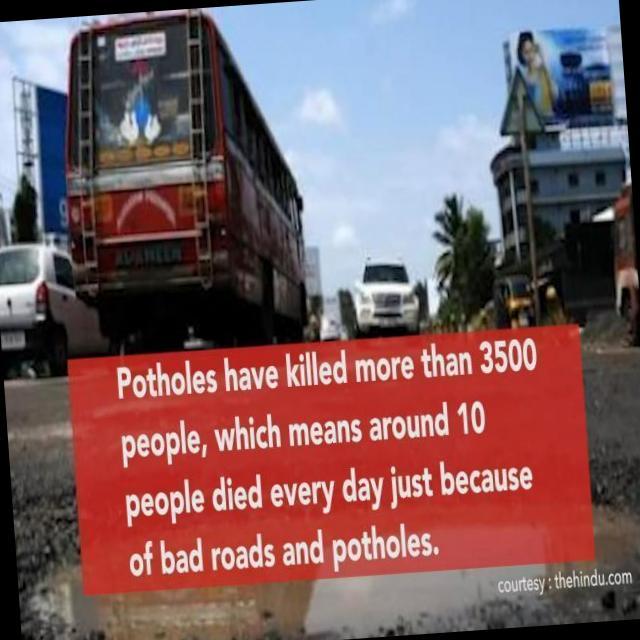 Potholes have killed more than 3500
people, which means around 10
people died every day just because
of bad roads and potholes.
courtesy : thehindu.com